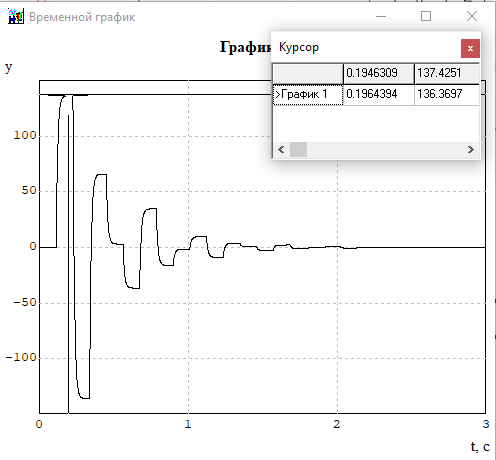 Временной график
График
y
Курсор
x
0.1946309 137.4251
>График 1 0.1964394 136.3697
100
50
0
-50
-100
0 1 2 3
t, с